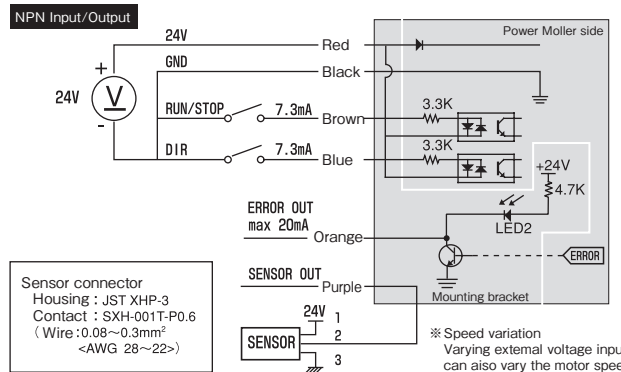 NPN Input/Output
Power Moller side
24V
Red
GND
Black
+
24V
V
-
RUN/STOP
7.3mA
Brown
3.3K
DIR
7.3mA
Blue
3.3K
+24V
4.7K
ERROR OUT
max 20mA
Orange
LED2
ERROR
SENSOR OUT
Purple
Mounting bracket
Sensor connector
Housing : JST XHP-3
Contact : SXH-001T-P0.6
( Wire :0.08～0.3mm²
<AWG 28～22>)
24V
1
SENSOR
2
3
※Speed variation
Varying extemal voltage inpu
can aiso vary the motor spee